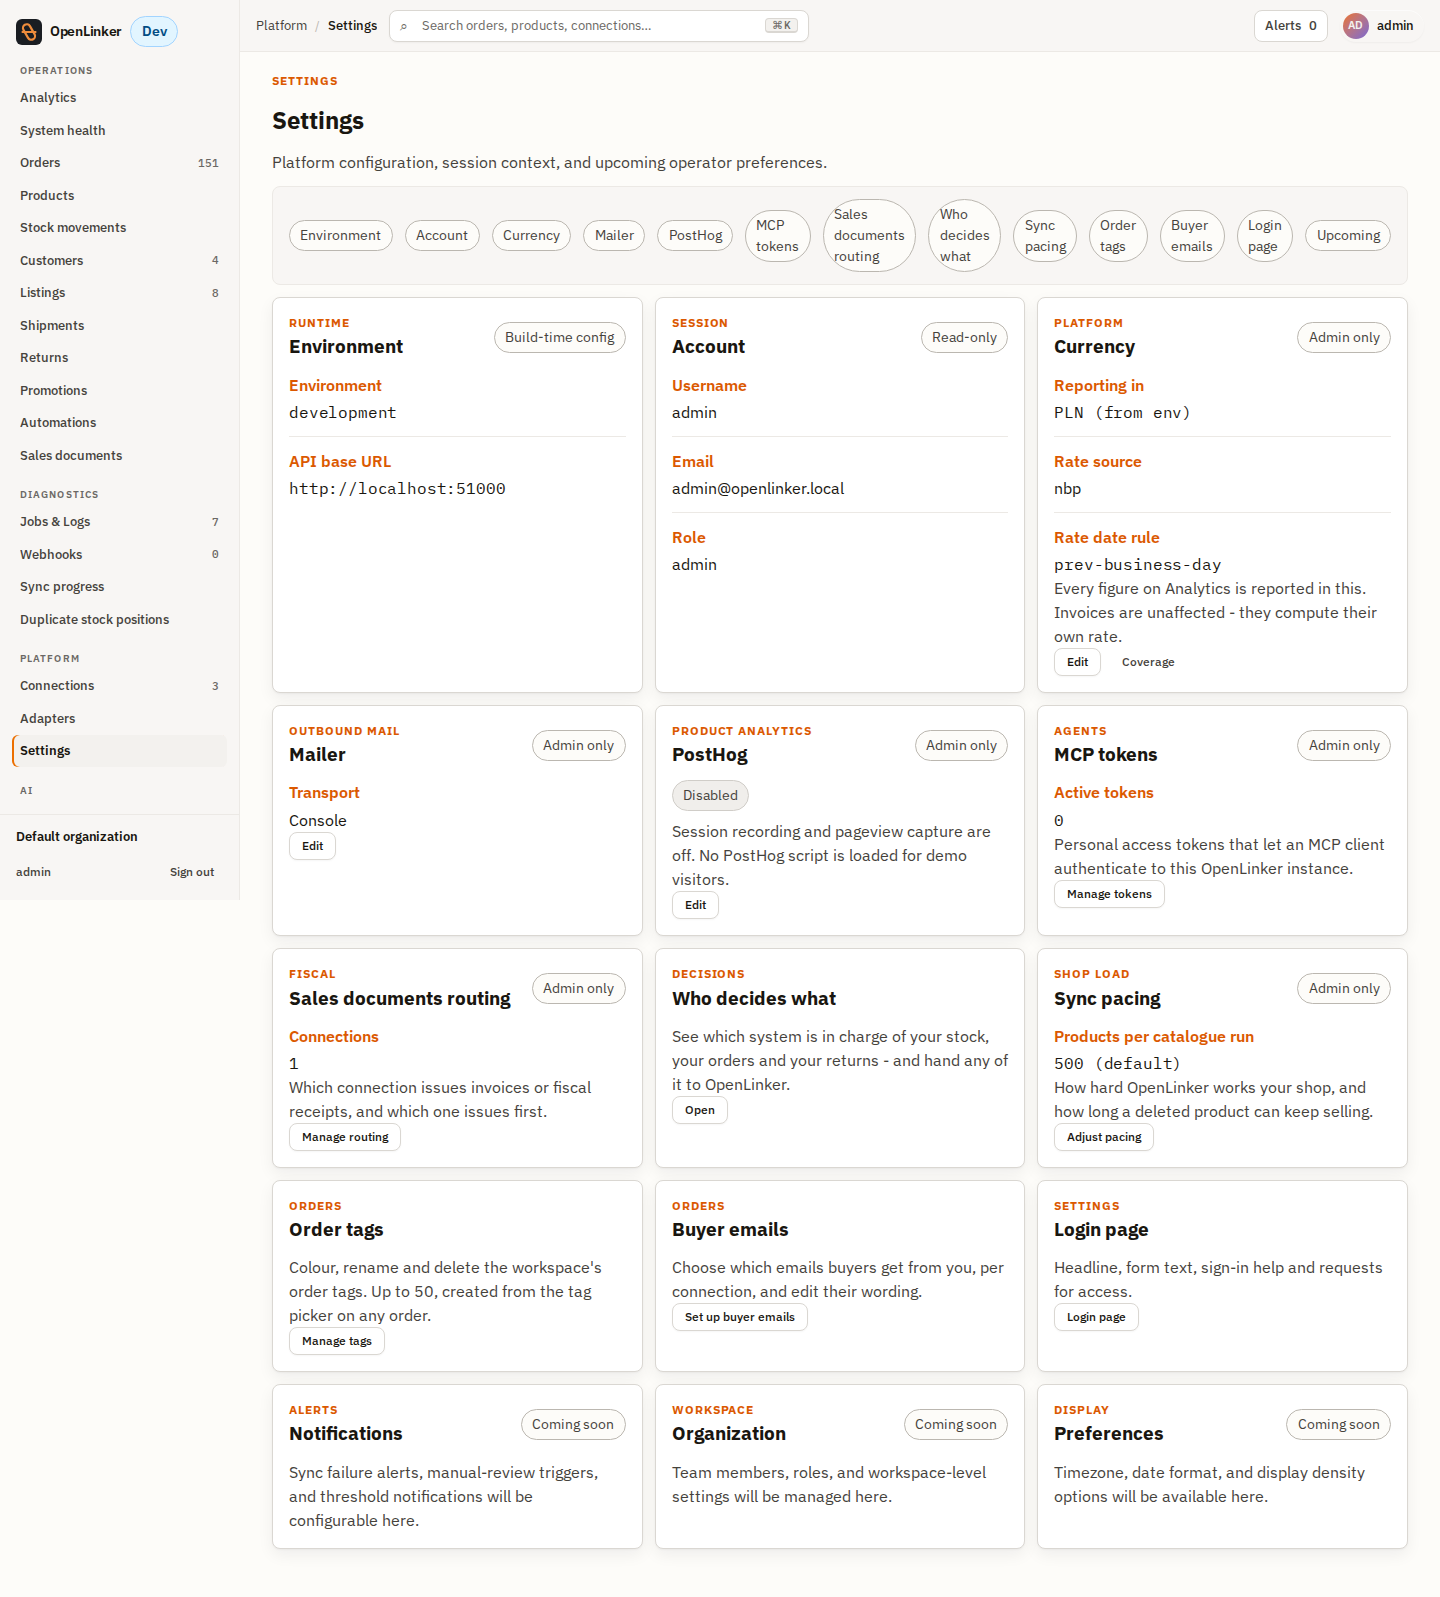 OpenLinker Dev
OPERATIONS
Analytics
System health
Orders 151
Products
Stock movements
Customers 4
Listings 8
Shipments
Returns
Promotions
Automations
Sales documents
DIAGNOSTICS
Jobs & Logs 7
Webhooks 0
Sync progress
Duplicate stock positions
PLATFORM
Connections 3
Adapters
Settings
AI
Default organization
admin Sign out
Platform / Settings
Search orders, products, connections... ⌘K
Alerts 0
AD admin
SETTINGS
Settings
Platform configuration, session context, and upcoming operator preferences.
Environment
Account
Currency
Mailer
PostHog
MCP
tokens
Sales
documents
routing
Who
decides
what
Sync
pacing
Order
tags
Buyer
emails
Login
page
Upcoming
RUNTIME
Environment
Build-time config
Environment
development
API base URL
http://localhost:51000
SESSION
Account
Read-only
Username
admin
Email
admin@openlinker.local
Role
admin
PLATFORM
Currency
Admin only
Reporting in
PLN (from env)
Rate source
nbp
Rate date rule
prev-business-day
Every figure on Analytics is reported in this.
Invoices are unaffected - they compute their
own rate.
Edit Coverage
OUTBOUND MAIL
Mailer
Admin only
Transport
Console
Edit
PRODUCT ANALYTICS
PostHog
Admin only
Disabled
Session recording and pageview capture are
off. No PostHog script is loaded for demo
visitors.
Edit
AGENTS
MCP tokens
Admin only
Active tokens
0
Personal access tokens that let an MCP client
authenticate to this OpenLinker instance.
Manage tokens
FISCAL
Sales documents routing
Admin only
Connections
1
Which connection issues invoices or fiscal
receipts, and which one issues first.
Manage routing
DECISIONS
Who decides what
See which system is in charge of your stock,
your orders and your returns - and hand any of
it to OpenLinker.
Open
SHOP LOAD
Sync pacing
Admin only
Products per catalogue run
500 (default)
How hard OpenLinker works your shop, and
how long a deleted product can keep selling.
Adjust pacing
ORDERS
Order tags
Colour, rename and delete the workspace's
order tags. Up to 50, created from the tag
picker on any order.
Manage tags
ORDERS
Buyer emails
Choose which emails buyers get from you, per
connection, and edit their wording.
Set up buyer emails
SETTINGS
Login page
Headline, form text, sign-in help and requests
for access.
Login page
ALERTS
Notifications
Coming soon
Sync failure alerts, manual-review triggers,
and threshold notifications will be
configurable here.
WORKSPACE
Organization
Coming soon
Team members, roles, and workspace-level
settings will be managed here.
DISPLAY
Preferences
Coming soon
Timezone, date format, and display density
options will be available here.